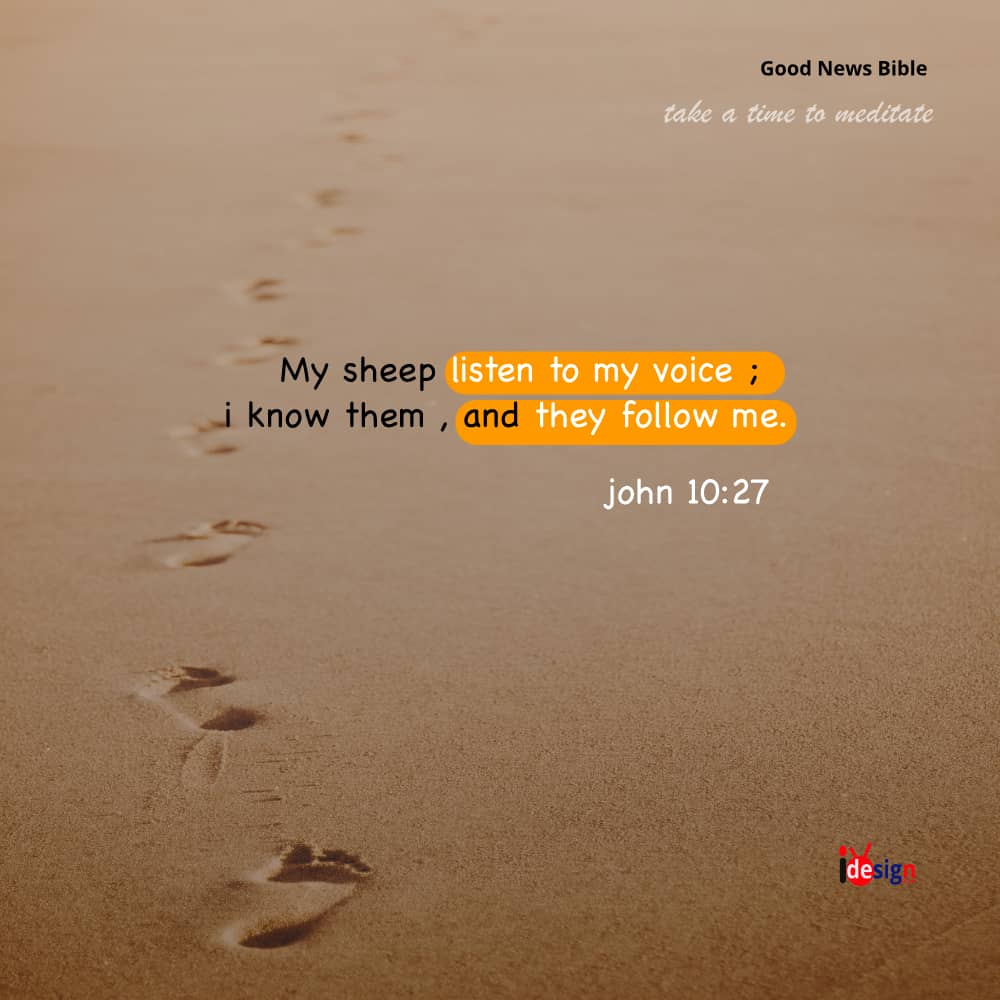 Good News Bible
take a time to meditate
My sheep listen to my voice ;
i know them , and they follow me.
john 10:27
idesign